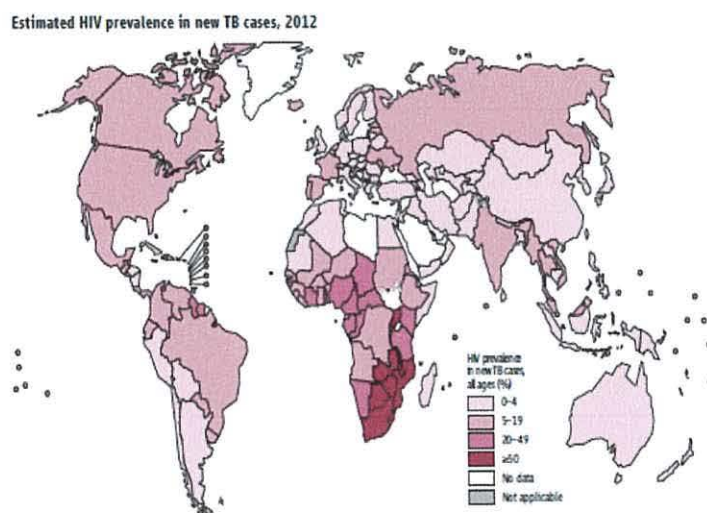 Estimated HIV prevalence in new TB cases, 2012
HIV prevalence
in new TB cases,
all ages (%)
0–4
5–19
20–49
≥50
No data
Not applicable